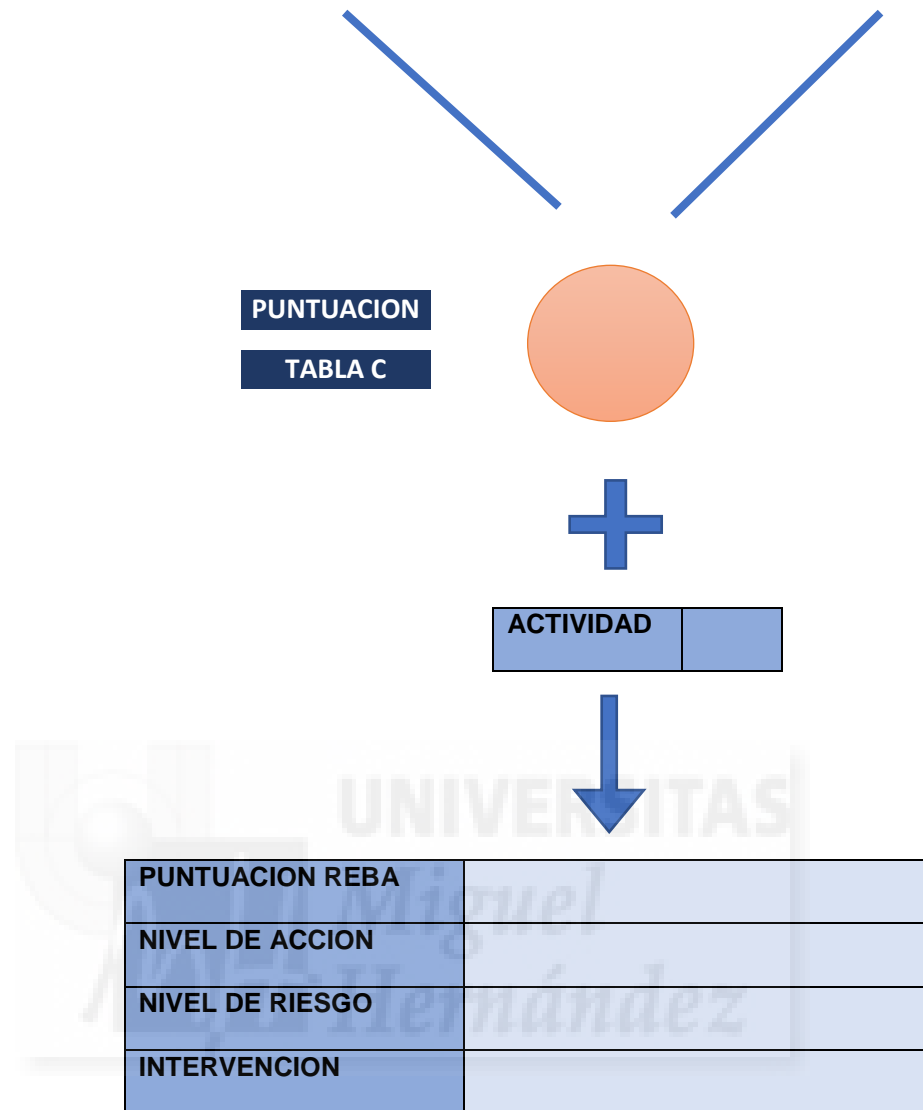 PUNTUACION
TABLA C
ACTIVIDAD
UNIVERSITAS
Miguel
Hernández
PUNTUACION REBA
NIVEL DE ACCION
NIVEL DE RIESGO
INTERVENCION